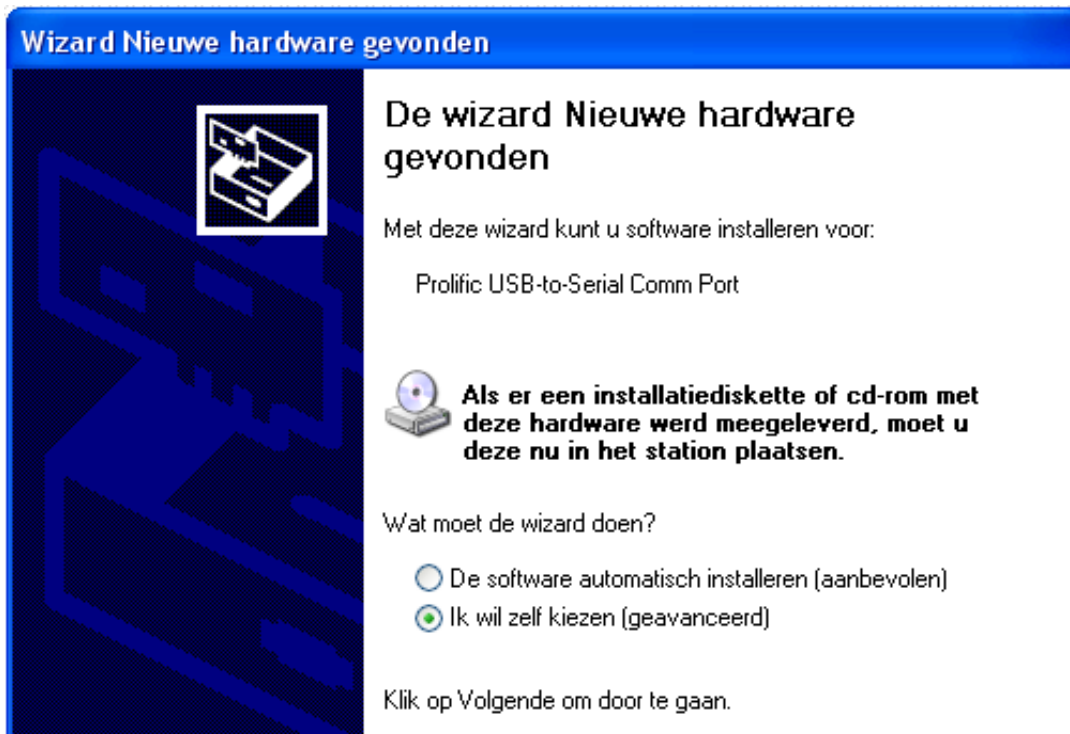 Wizard Nieuwe hardware gevonden
De wizard Nieuwe hardware
gevonden
Met deze wizard kunt u software installeren voor:
Prolific USB-to-Serial Comm Port
Als er een installatiediskette of cd-rom met
deze hardware werd meegeleverd, moet u
deze nu in het station plaatsen.
Wat moet de wizard doen?
De software automatisch installeren (aanbevolen)
Ik wil zelf kiezen (geavanceerd)
Klik op Volgende om door te gaan.